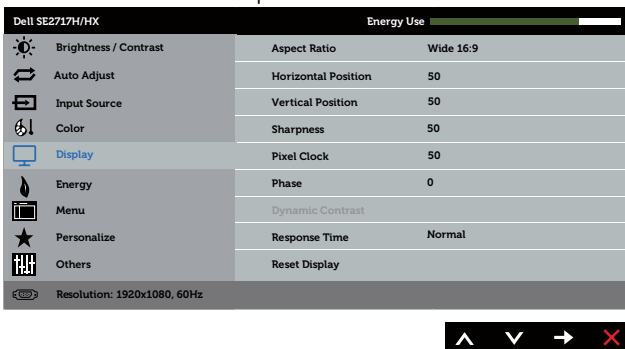 Dell SE2717H/HX Energy Use
Brightness / Contrast
Auto Adjust
Input Source
Color
Display
Energy
Menu
Personalize
Others
Aspect Ratio Wide 16:9
Horizontal Position 50
Vertical Position 50
Sharpness 50
Pixel Clock 50
Phase 0
Dynamic Contrast
Response Time Normal
Reset Display
Resolution: 1920x1080, 60Hz